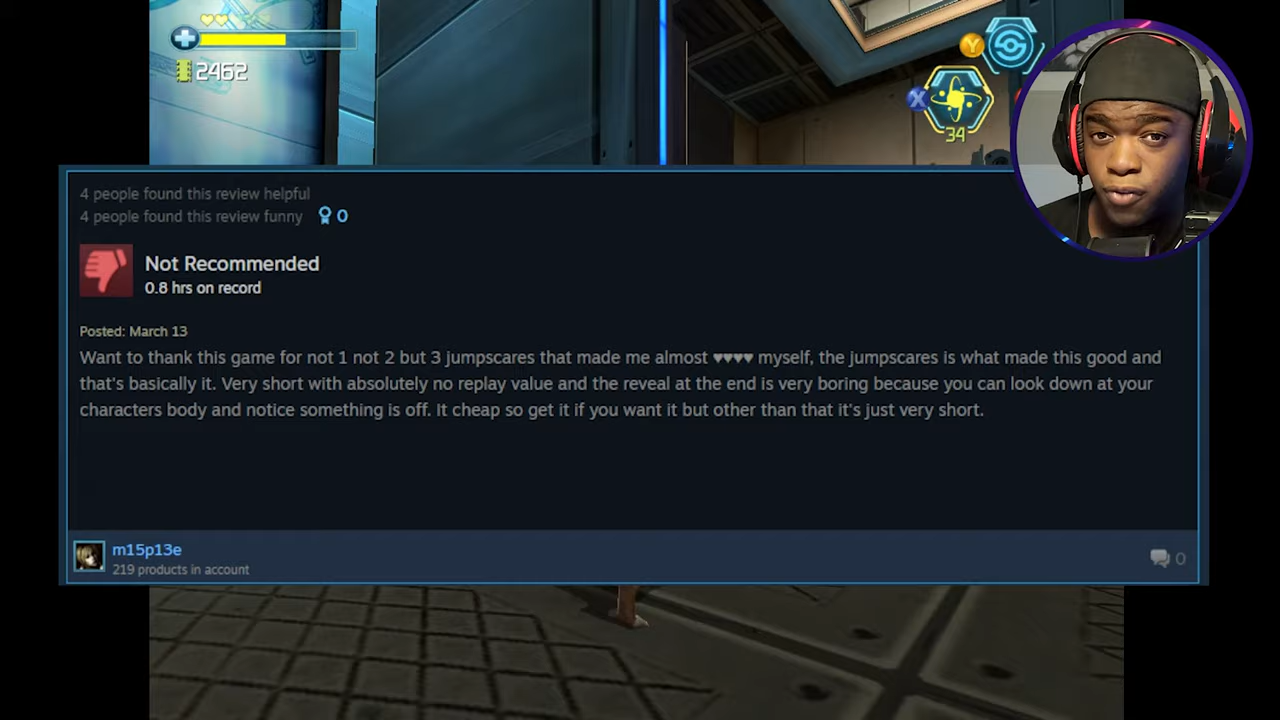 2462
Y
X
34
4 people found this review helpful
4 people found this review funny 0
Not Recommended
0.8 hrs on record
Posted: March 13
Want to thank this game for not 1 not 2 but 3 jumpscares that made me almost ♥♥♥♥ myself, the jumpscares is what made this good and
that's basically it. Very short with absolutely no replay value and the reveal at the end is very boring because you can look down at your
characters body and notice something is off. It cheap so get it if you want it but other than that it's just very short.
m15p13e
219 products in account
0